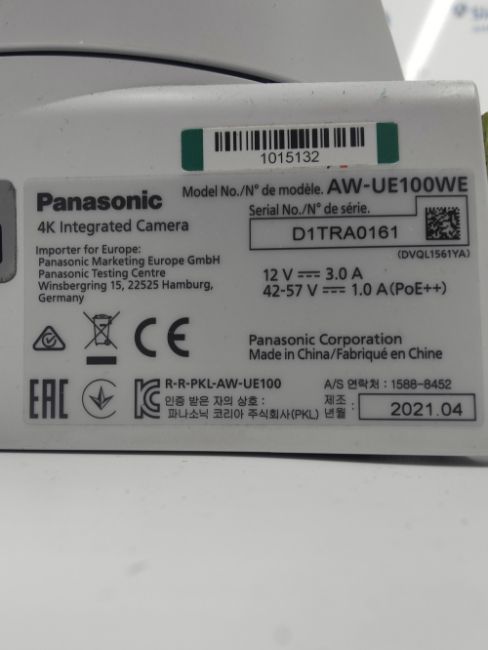 1015132
Panasonic
Model No./N° de modèle. AW-UE100WE
4K Integrated Camera
Serial No./N° de série.
D1TRA0161
(DVQL1561YA)
Importer for Europe:
Panasonic Marketing Europe GmbH
Panasonic Testing Centre
Winsbergring 15, 22525 Hamburg,
Germany
12 V ⎓ 3.0 A
42-57 V ⎓ 1.0 A(PoE++)
CE
Panasonic Corporation
Made in China/Fabriqué en Chine
EAC
R-R-PKL-AW-UE100
인증 받은 자의 상호 :
파나소닉 코리아 주식회사(PKL)
A/S 연락처 : 1588-8452
제조
년월 : 2021.04